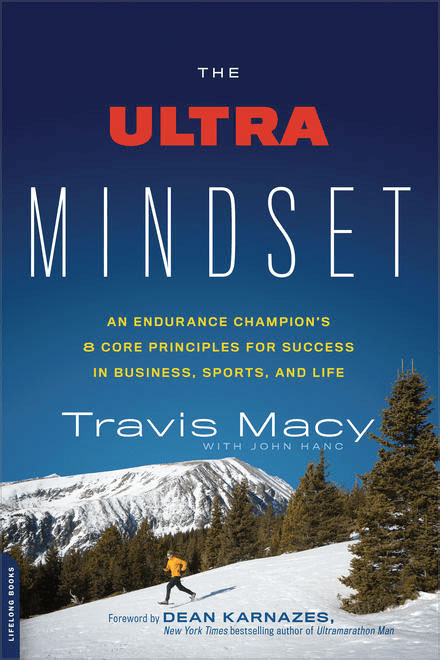 THE
ULTRA
MINDSET
AN ENDURANCE CHAMPION'S
8 CORE PRINCIPLES FOR SUCCESS
IN BUSINESS, SPORTS, AND LIFE
Travis Macy
WITH JOHN HANC
LIFELONG BOOKS
Foreword by DEAN KARNAZES,
New York Times bestselling author of Ultramarathon Man